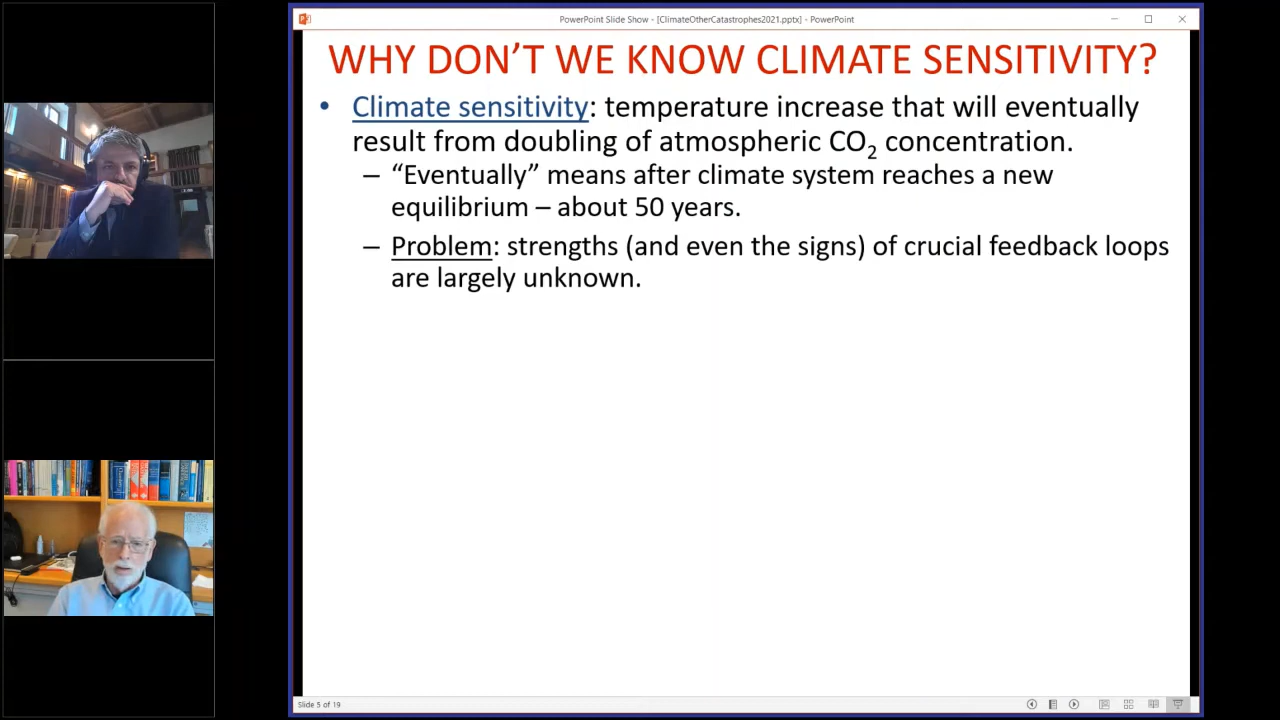 PowerPoint Slide Show - [ClimateOtherCatastrophes2021.pptx] - PowerPoint
WHY DON’T WE KNOW CLIMATE SENSITIVITY?
• Climate sensitivity: temperature increase that will eventually
result from doubling of atmospheric CO₂ concentration.
– “Eventually” means after climate system reaches a new
equilibrium – about 50 years.
– Problem: strengths (and even the signs) of crucial feedback loops
are largely unknown.
Slide 5 of 19